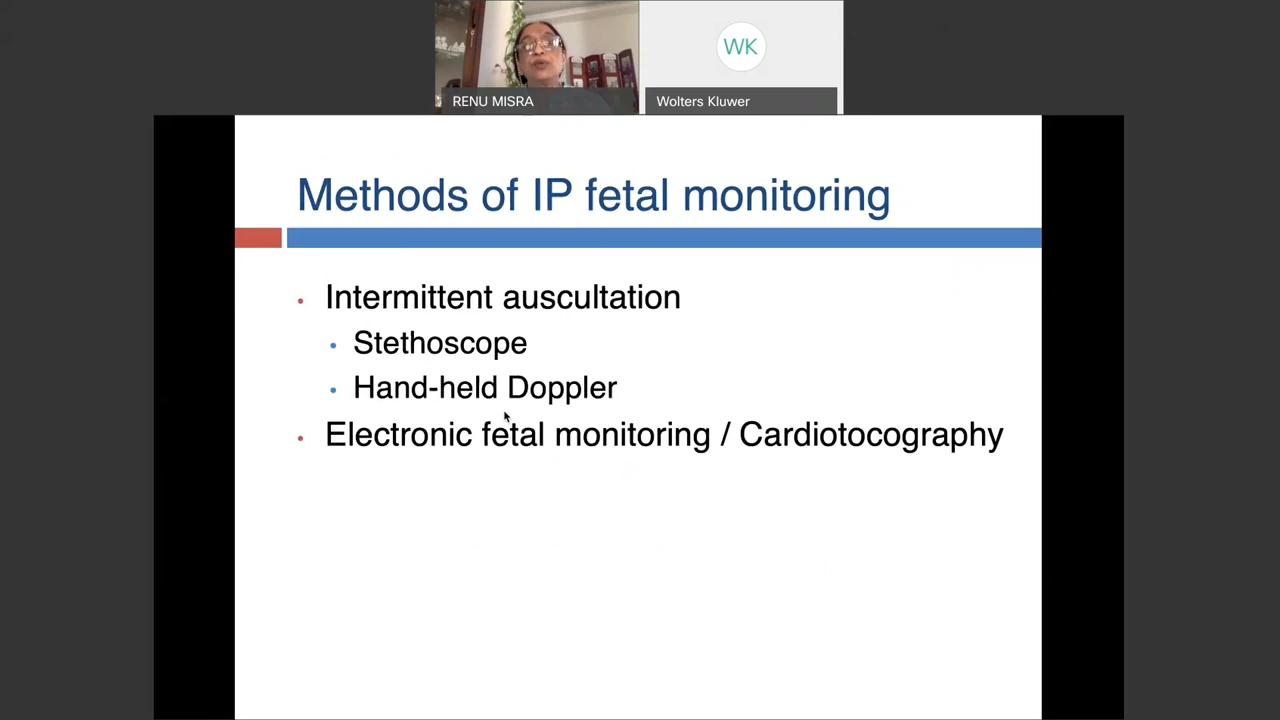 WK
RENU MISRA
Wolters Kluwer
Methods of IP fetal monitoring
• Intermittent auscultation
• Stethoscope
• Hand-held Doppler
• Electronic fetal monitoring / Cardiotocography